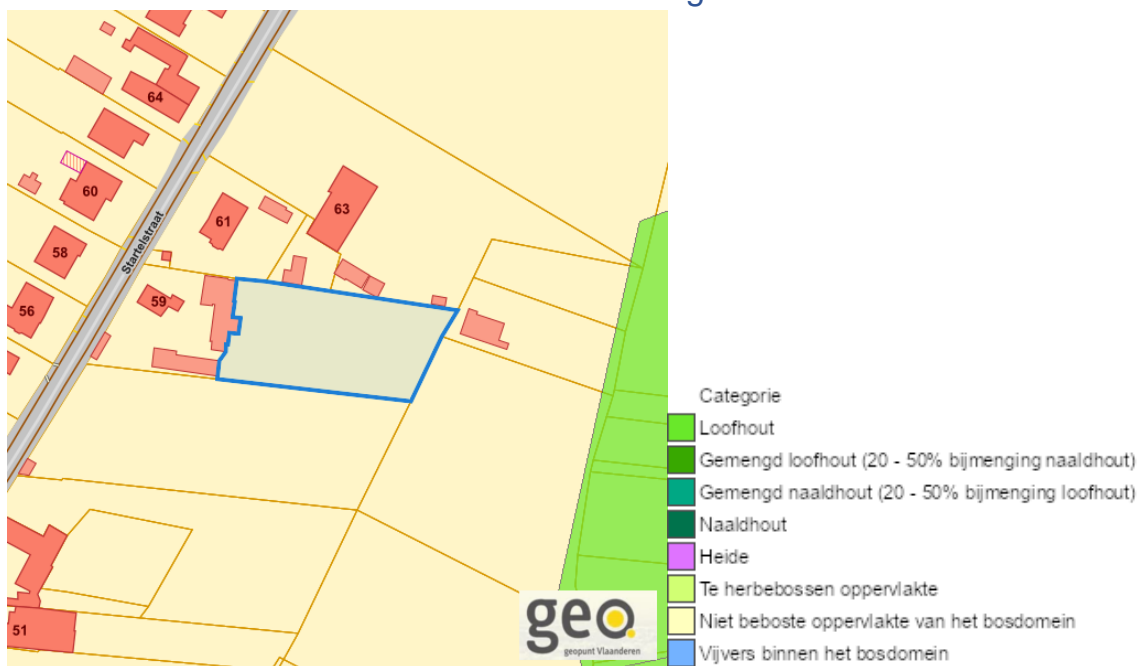 64
60
63
61
Startelstraat
58
59
56
51
geo.
geopunt Vlaanderen
Categorie
Loofhout
Gemengd loofhout (20 - 50% bijmenging naaldhout)
Gemengd naaldhout (20 - 50% bijmenging loofhout)
Naaldhout
Heide
Te herbebossen oppervlakte
Niet beboste oppervlakte van het bosdomein
Vijvers binnen het bosdomein